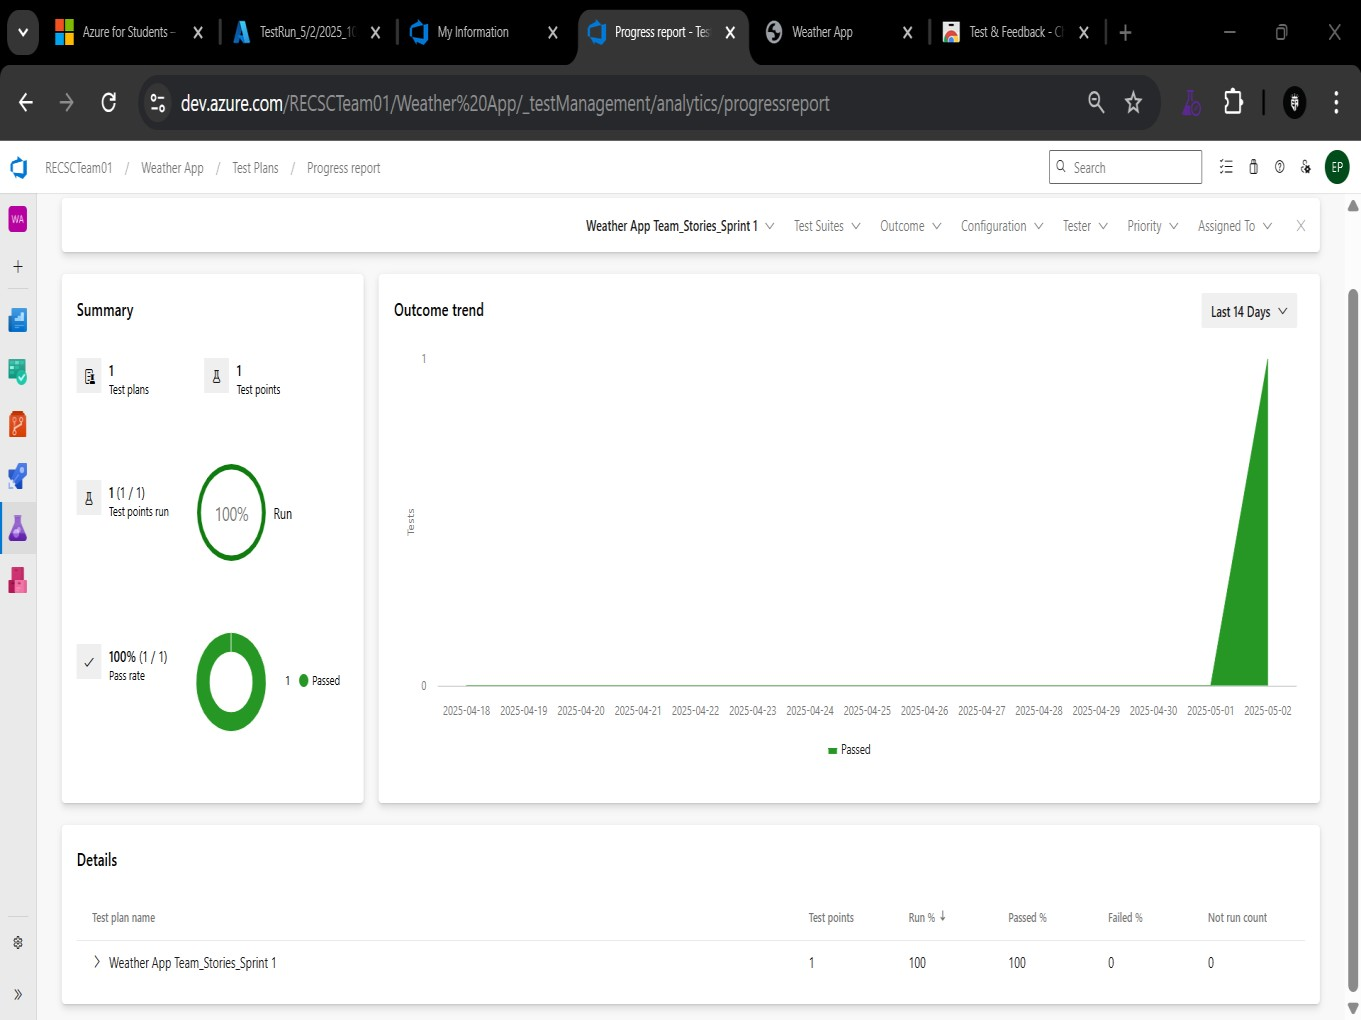 Azure for Students –
TestRun_5/2/2025_10
My Information
Progress report - Tes
Weather App
Test & Feedback - C
dev.azure.com/RECSCTeam01/Weather%20App/_testManagement/analytics/progressreport
RECSCTeam01 / Weather App / Test Plans / Progress report
Search
EP
WA
Weather App Team_Stories_Sprint 1
Test Suites
Outcome
Configuration
Tester
Priority
Assigned To
Summary
1
Test plans
1
Test points
1 (1 / 1)
Test points run
100%
Run
100% (1 / 1)
Pass rate
1 Passed
Outcome trend
Last 14 Days
1
Tests
0
2025-04-18 2025-04-19 2025-04-20 2025-04-21 2025-04-22 2025-04-23 2025-04-24 2025-04-25 2025-04-26 2025-04-27 2025-04-28 2025-04-29 2025-04-30 2025-05-01 2025-05-02
Passed
Details
Test plan name Test points Run % ↓ Passed % Failed % Not run count
Weather App Team_Stories_Sprint 1 1 100 100 0 0